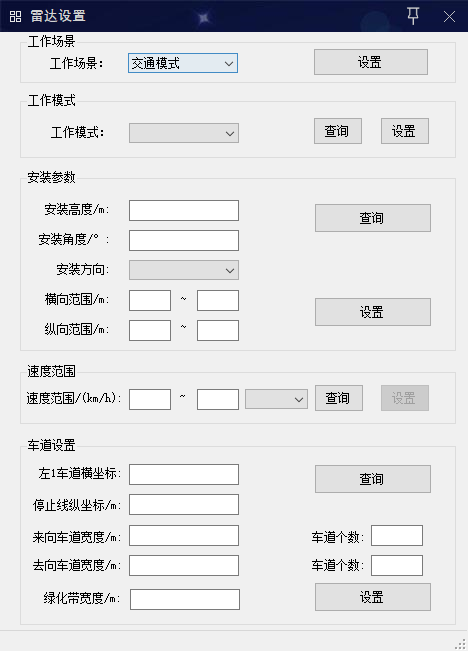 雷达设置
工作场景
工作场景： 交通模式 设置
工作模式
工作模式： 查询 设置
安装参数
安装高度/m: 查询
安装角度/° :
安装方向:
横向范围/m: ~
纵向范围/m: ~ 设置
速度范围
速度范围/(km/h): ~ 查询 设置
车道设置
左1车道横坐标: 查询
停止线纵坐标/m:
来向车道宽度/m: 车道个数:
去向车道宽度/m: 车道个数:
绿化带宽度/m: 设置